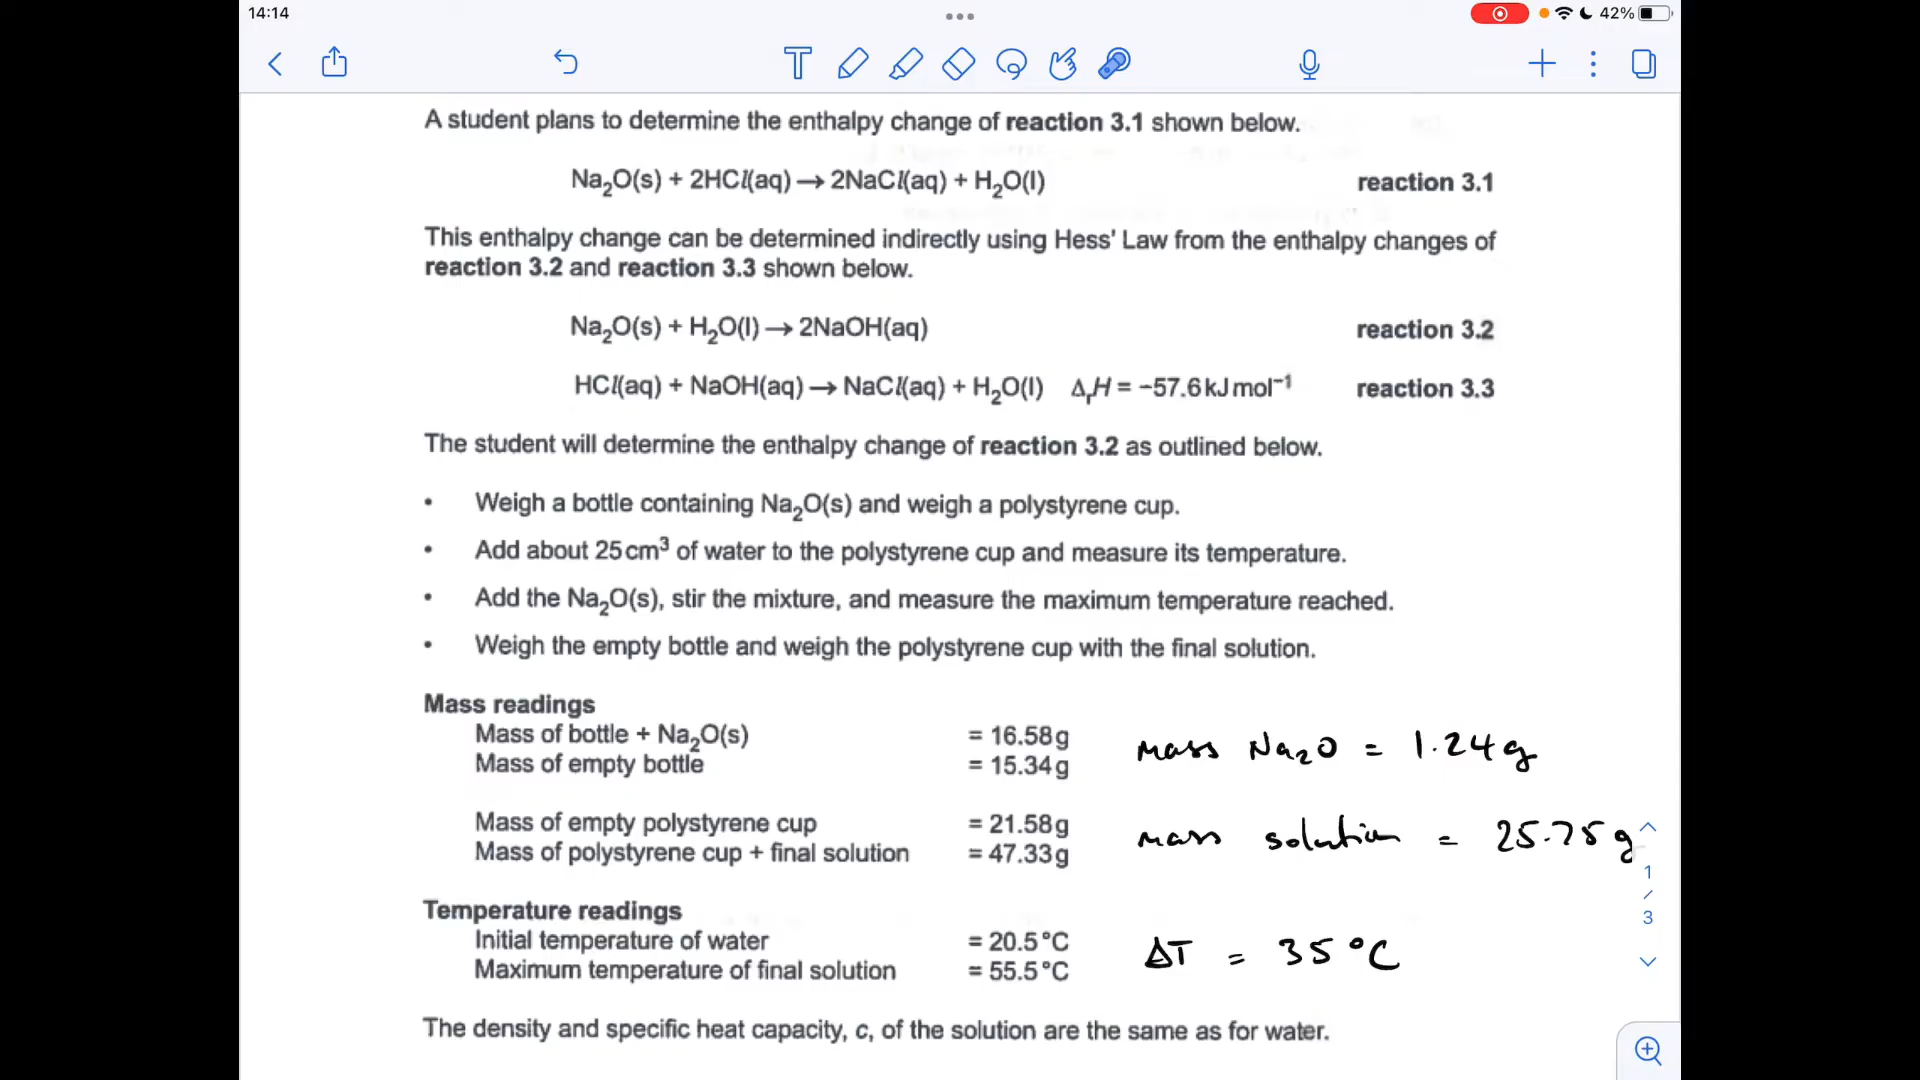 14:14
42%
A student plans to determine the enthalpy change of reaction 3.1 shown below.
Na₂O(s) + 2HCl(aq) → 2NaCl(aq) + H₂O(l) reaction 3.1
This enthalpy change can be determined indirectly using Hess' Law from the enthalpy changes of
reaction 3.2 and reaction 3.3 shown below.
Na₂O(s) + H₂O(l) → 2NaOH(aq) reaction 3.2
HCl(aq) + NaOH(aq) → NaCl(aq) + H₂O(l) ΔᵣH = −57.6 kJ mol⁻¹ reaction 3.3
The student will determine the enthalpy change of reaction 3.2 as outlined below.
• Weigh a bottle containing Na₂O(s) and weigh a polystyrene cup.
• Add about 25 cm³ of water to the polystyrene cup and measure its temperature.
• Add the Na₂O(s), stir the mixture, and measure the maximum temperature reached.
• Weigh the empty bottle and weigh the polystyrene cup with the final solution.
Mass readings
Mass of bottle + Na₂O(s) = 16.58 g
Mass of empty bottle = 15.34 g
mass Na₂O = 1.24 g
Mass of empty polystyrene cup = 21.58 g
Mass of polystyrene cup + final solution = 47.33 g
mass solution = 25.75 g
1
/
3
Temperature readings
Initial temperature of water = 20.5 °C
Maximum temperature of final solution = 55.5 °C
ΔT = 35 °C
The density and specific heat capacity, c, of the solution are the same as for water.